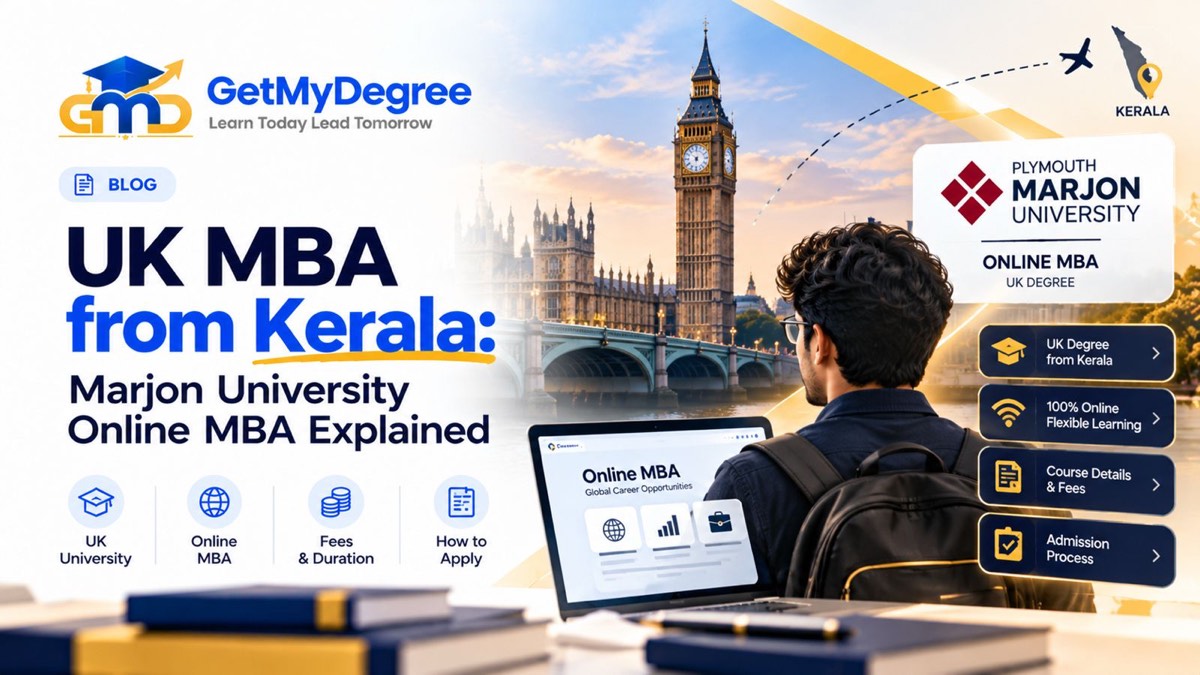 GMD
GetMyDegree
Learn Today Lead Tomorrow
BLOG
UK MBA
from Kerala:
Marjon University
Online MBA Explained
UK
University
Online
MBA
Fees
& Duration
How to
Apply
KERALA
PLYMOUTH
MARJON
UNIVERSITY
ONLINE MBA
UK DEGREE
UK Degree
from Kerala
100% Online
Flexible Learning
Course Details
& Fees
Admission
Process
Online MBA
Global Career Opportunities